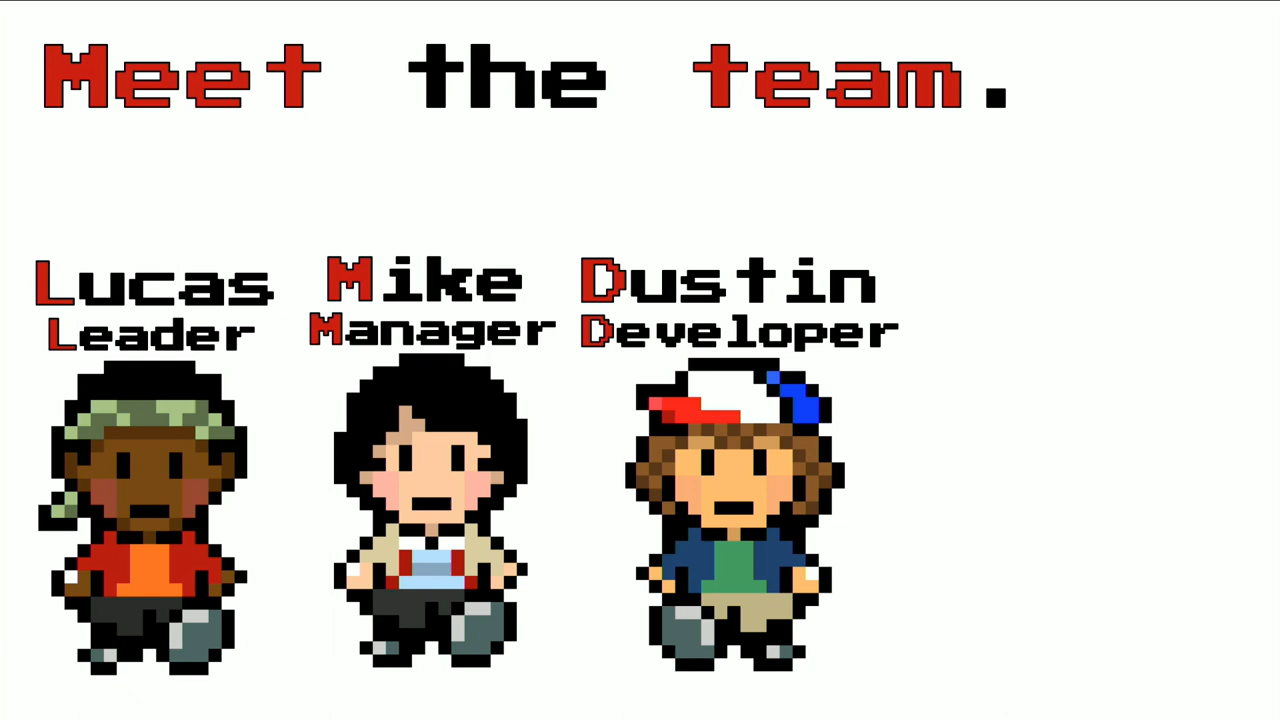 Meet the team.
Lucas
Leader
Mike
Manager
Dustin
Developer